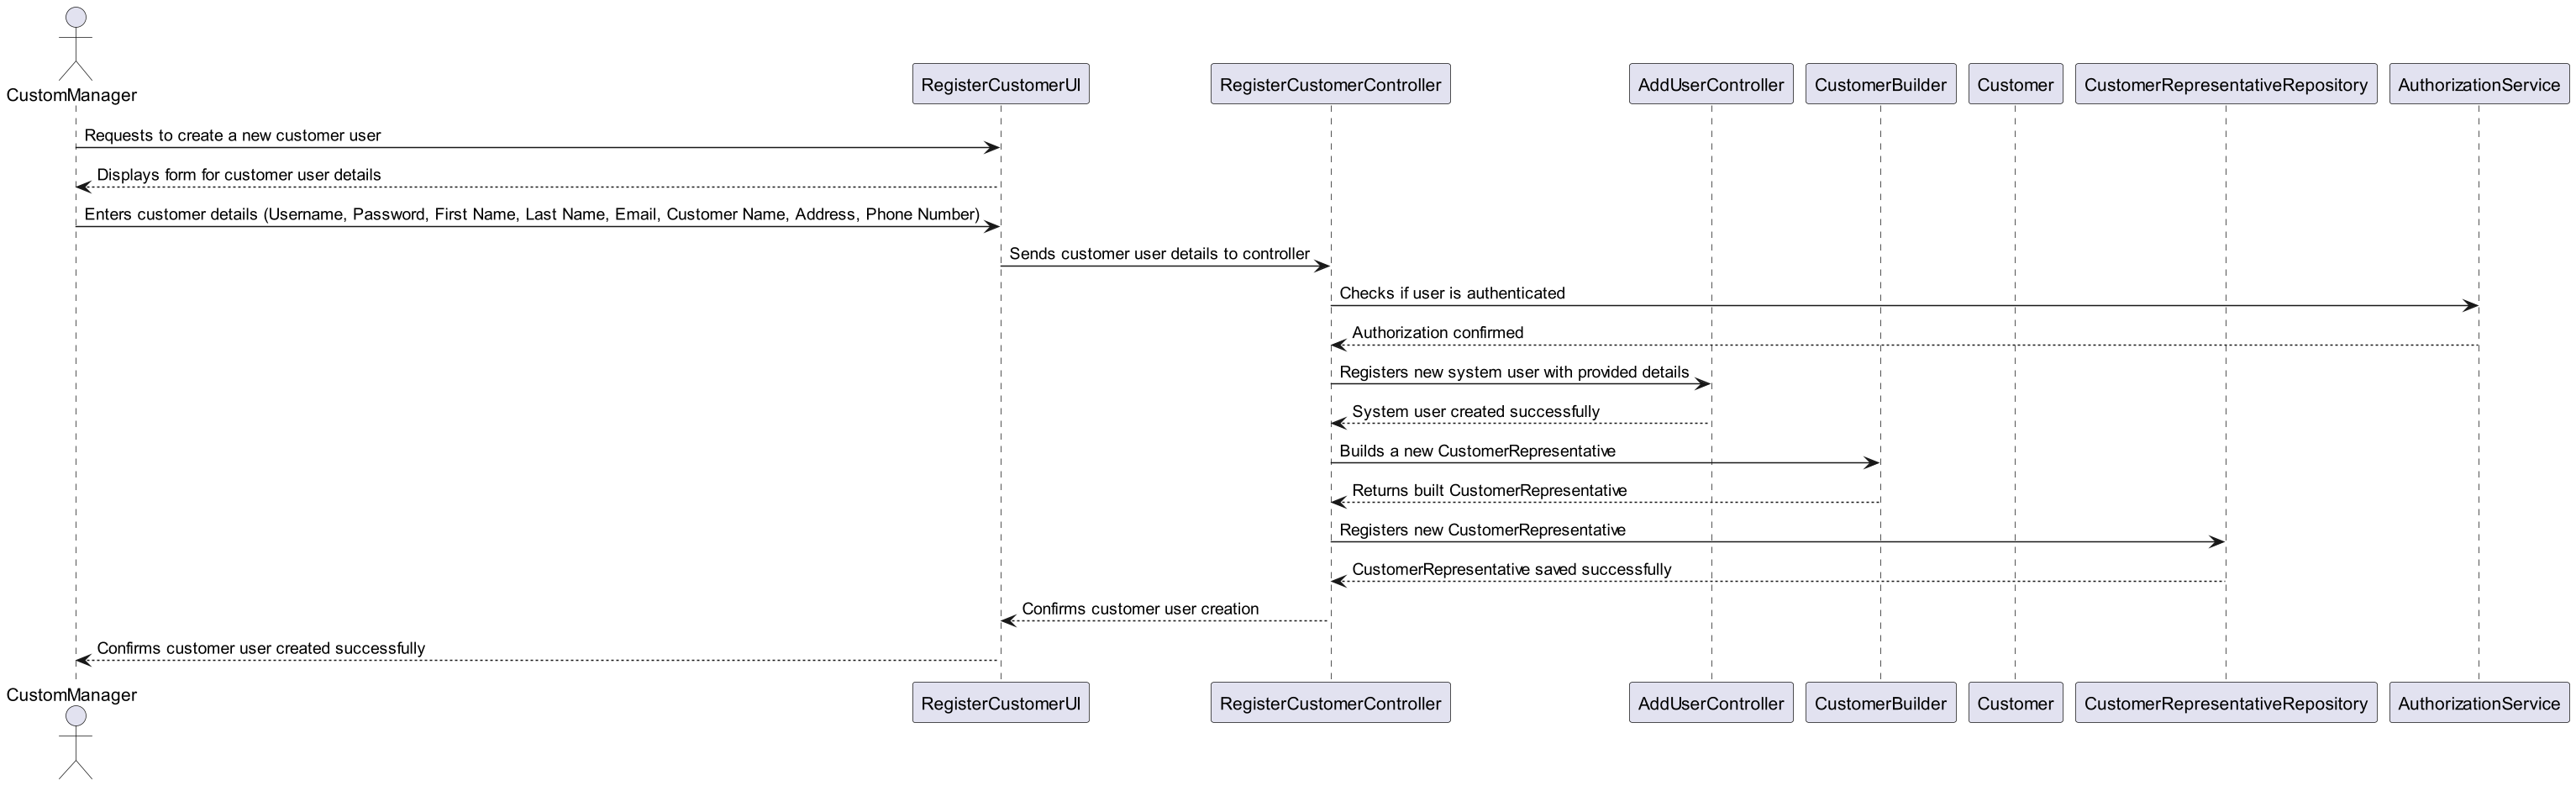 CustomManager
RegisterCustomerUI
RegisterCustomerController
AddUserController
CustomerBuilder
Customer
CustomerRepresentativeRepository
AuthorizationService
Requests to create a new customer user
Displays form for customer user details
Enters customer details (Username, Password, First Name, Last Name, Email, Customer Name, Address, Phone Number)
Sends customer user details to controller
Checks if user is authenticated
Authorization confirmed
Registers new system user with provided details
System user created successfully
Builds a new CustomerRepresentative
Returns built CustomerRepresentative
Registers new CustomerRepresentative
CustomerRepresentative saved successfully
Confirms customer user creation
Confirms customer user created successfully
CustomManager
RegisterCustomerUI
RegisterCustomerController
AddUserController
CustomerBuilder
Customer
CustomerRepresentativeRepository
AuthorizationService